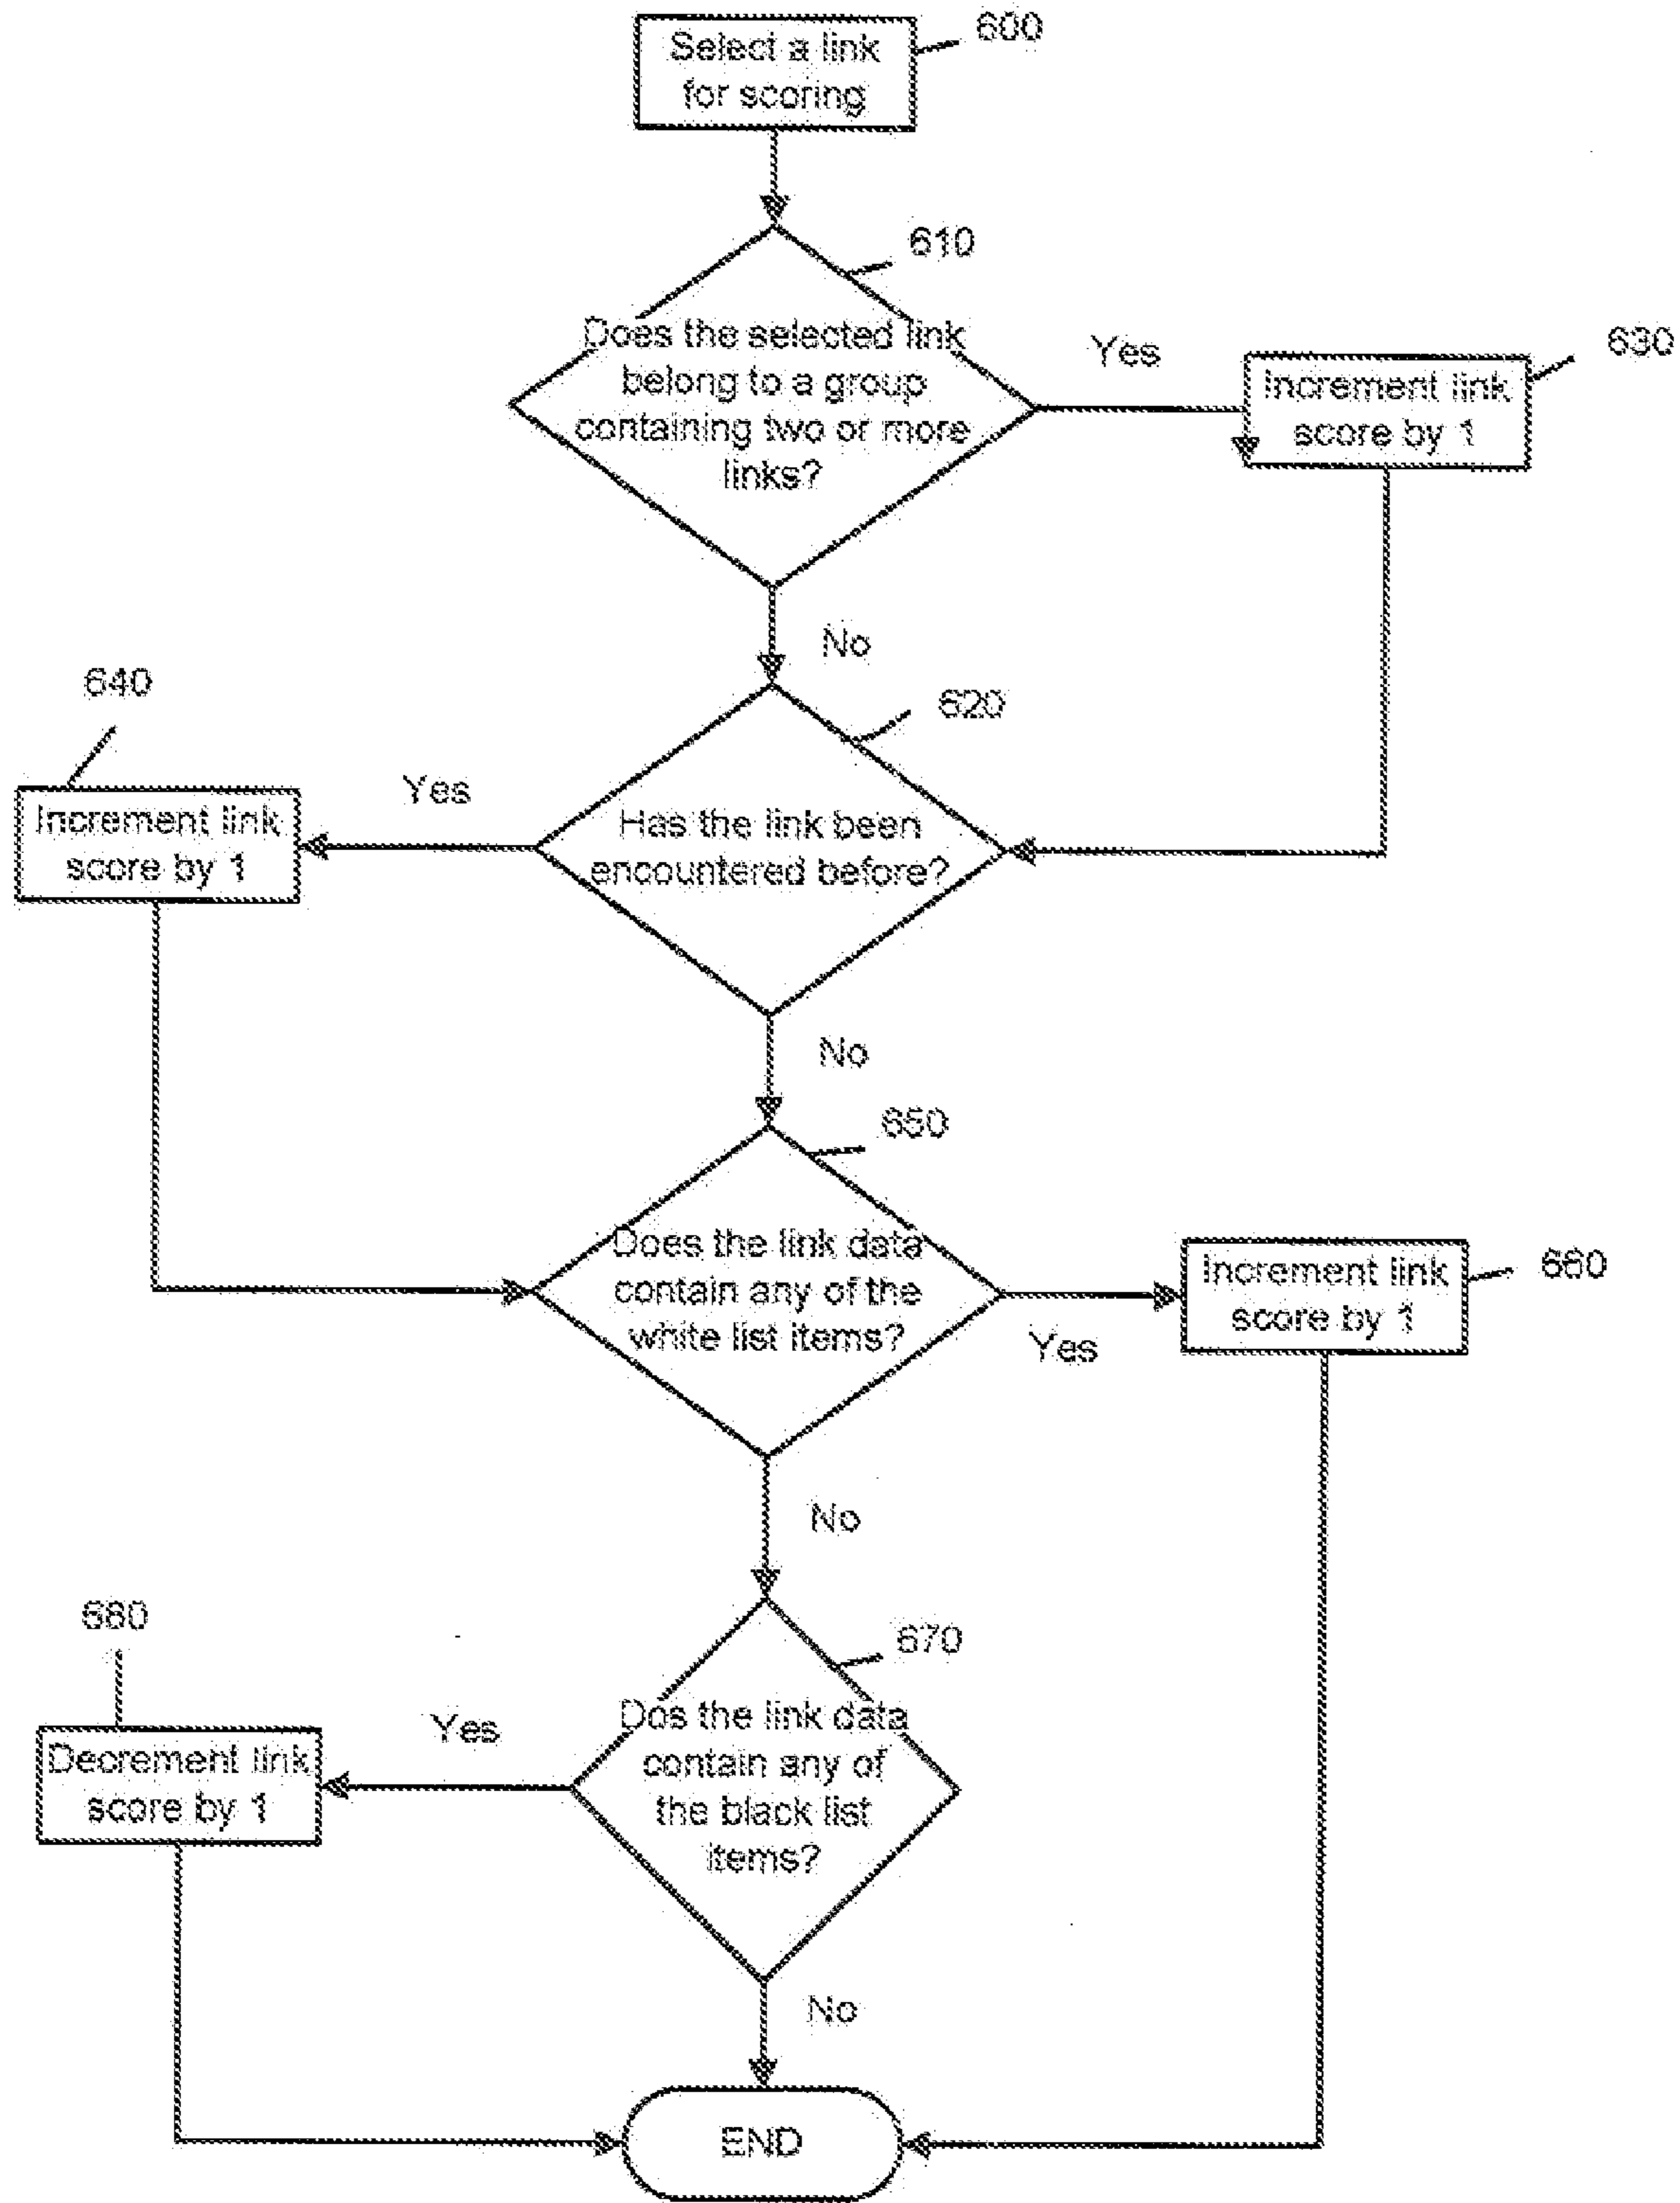 Select a link
for scoring
600
610
Does the selected link
belong to a group
containing two or more
links?
Yes
630
Increment link
score by 1
No
640
620
Yes
Increment link
score by 1
Has the link been
encountered before?
No
650
Does the link data
contain any of the
white list items?
Yes
Increment link
score by 1
660
No
680
670
Yes
Decrement link
score by 1
Dos the link data
contain any of
the black list
items?
No
END